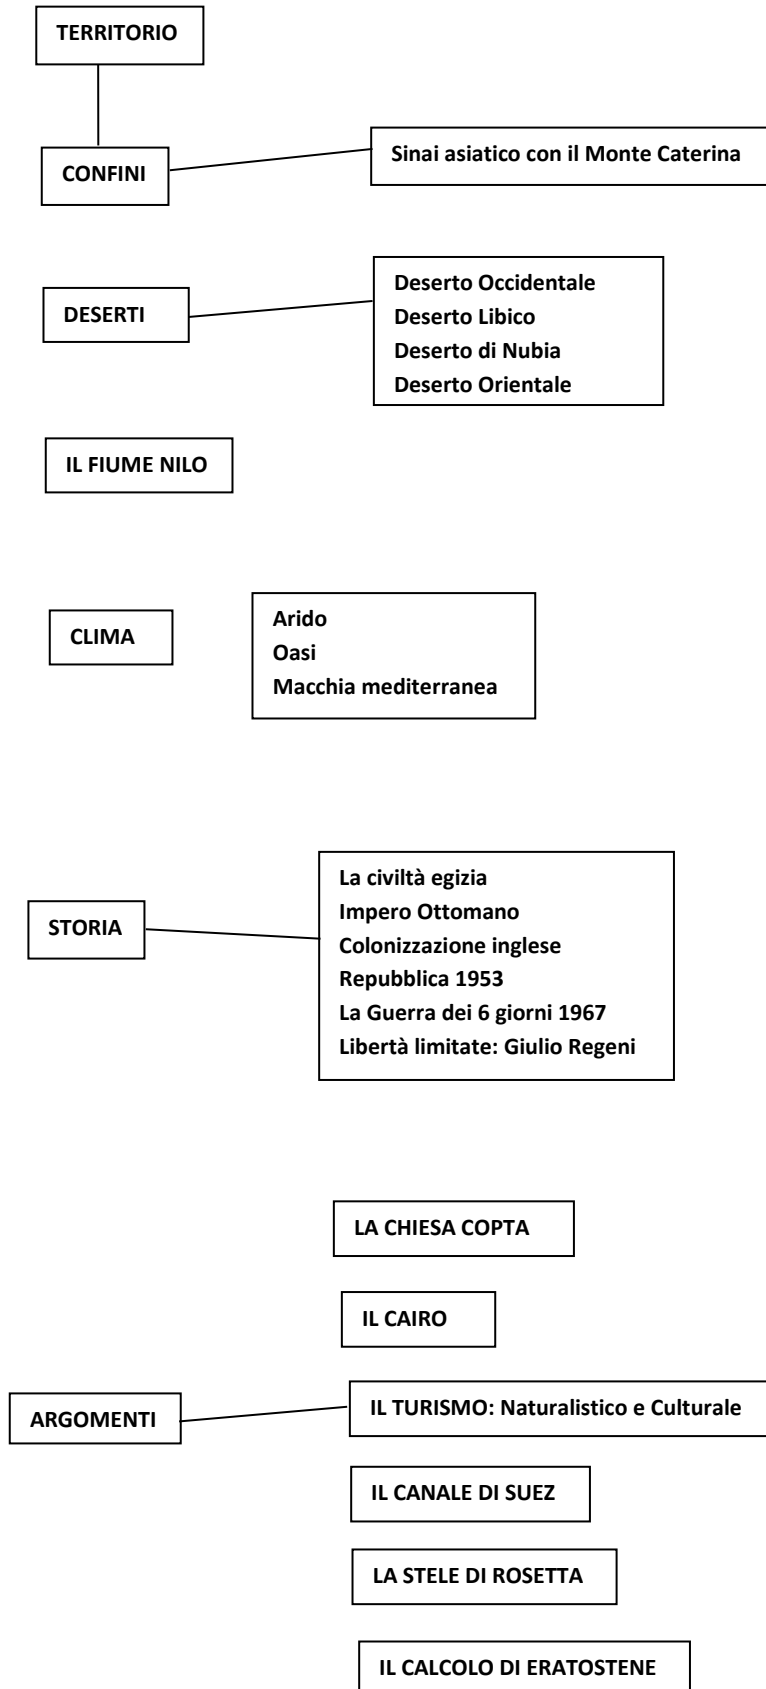 TERRITORIO
CONFINI
Sinai asiatico con il Monte Caterina
DESERTI
Deserto Occidentale
Deserto Libico
Deserto di Nubia
Deserto Orientale
IL FIUME NILO
CLIMA
Arido
Oasi
Macchia mediterranea
STORIA
La civiltà egizia
Impero Ottomano
Colonizzazione inglese
Repubblica 1953
La Guerra dei 6 giorni 1967
Libertà limitate: Giulio Regeni
LA CHIESA COPTA
IL CAIRO
ARGOMENTI
IL TURISMO: Naturalistico e Culturale
IL CANALE DI SUEZ
LA STELE DI ROSETTA
IL CALCOLO DI ERATOSTENE